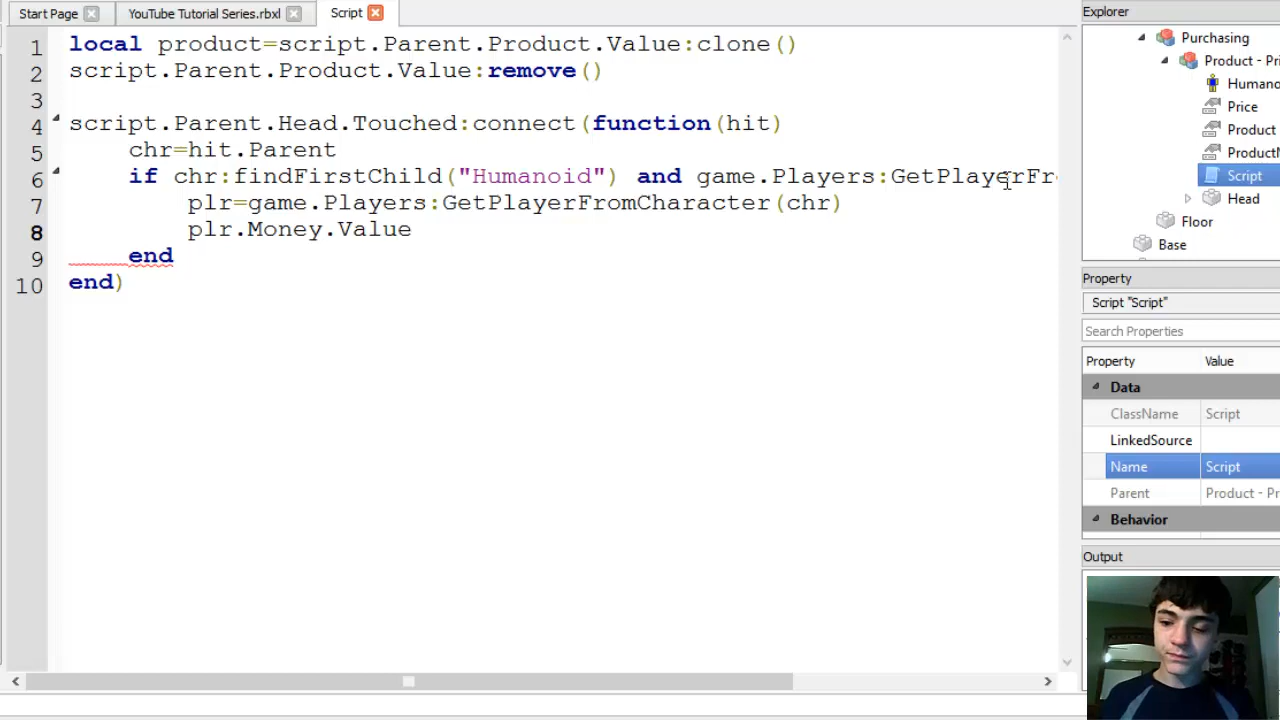 Start Page
YouTube Tutorial Series.rbxl
Script
1 local product=script.Parent.Product.Value:clone()
2 script.Parent.Product.Value:remove()
3
4 script.Parent.Head.Touched:connect(function(hit)
5 chr=hit.Parent
6 if chr:findFirstChild("Humanoid") and game.Players:GetPlayerFr
7 plr=game.Players:GetPlayerFromCharacter(chr)
8 plr.Money.Value
9 end
10 end)
Explorer
Purchasing
Product - Pri
Humano
Price
Product
Product
Script
Head
Floor
Base
Property
Script "Script"
Search Properties
Property Value
Data
ClassName Script
LinkedSource
Name Script
Parent Product - Pr
Behavior
Output